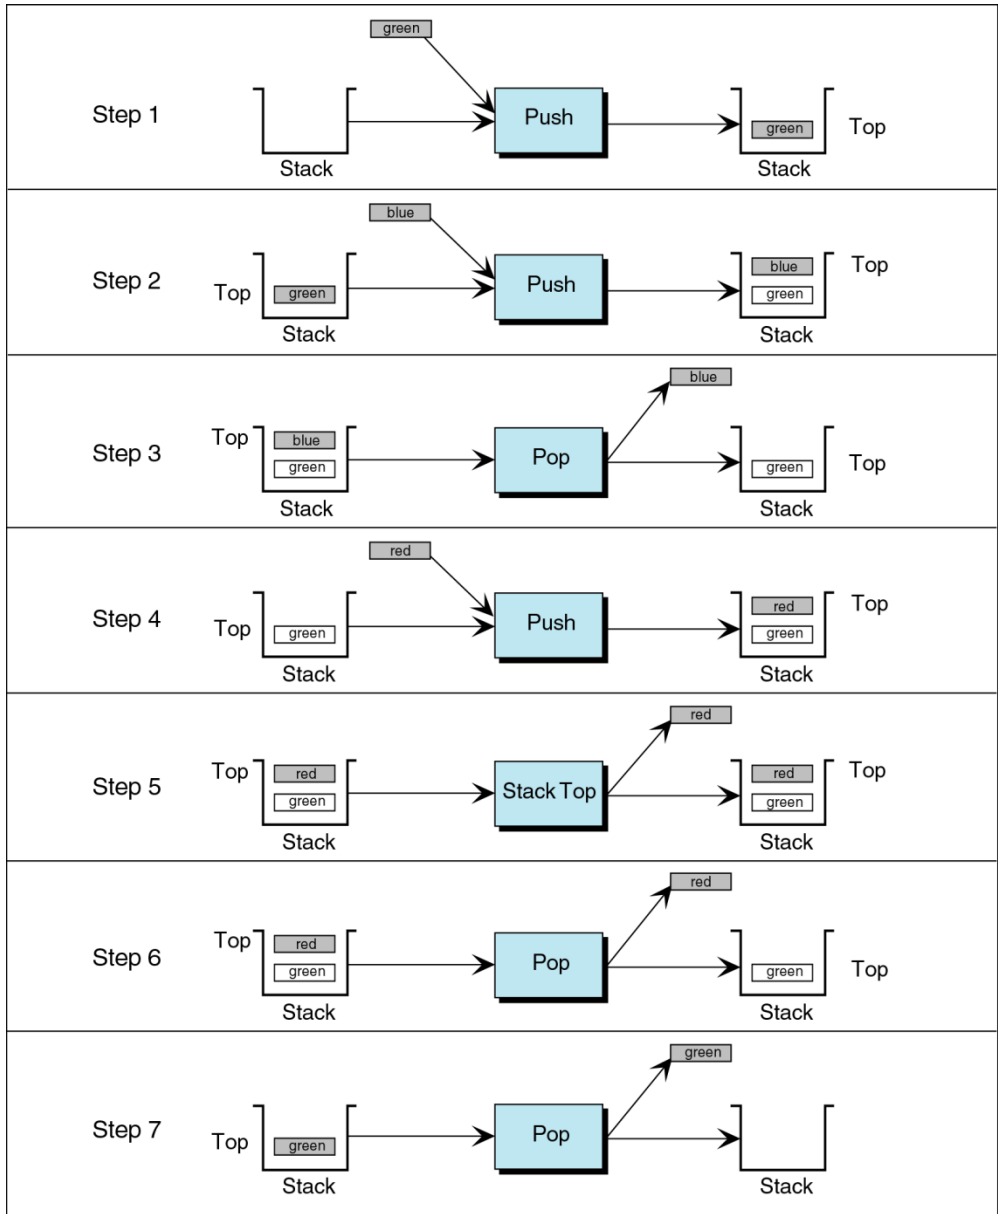 green
Step 1
Push
green
Top
Stack
Stack
blue
Step 2
Top
green
Push
blue
green
Top
Stack
Stack
blue
Step 3
Top
blue
green
Pop
green
Top
Stack
Stack
red
Step 4
Top
green
Push
red
green
Top
Stack
Stack
red
Step 5
Top
red
green
Stack Top
red
green
Top
Stack
Stack
red
Step 6
Top
red
green
Pop
green
Top
Stack
Stack
green
Step 7
Top
green
Pop
Stack
Stack